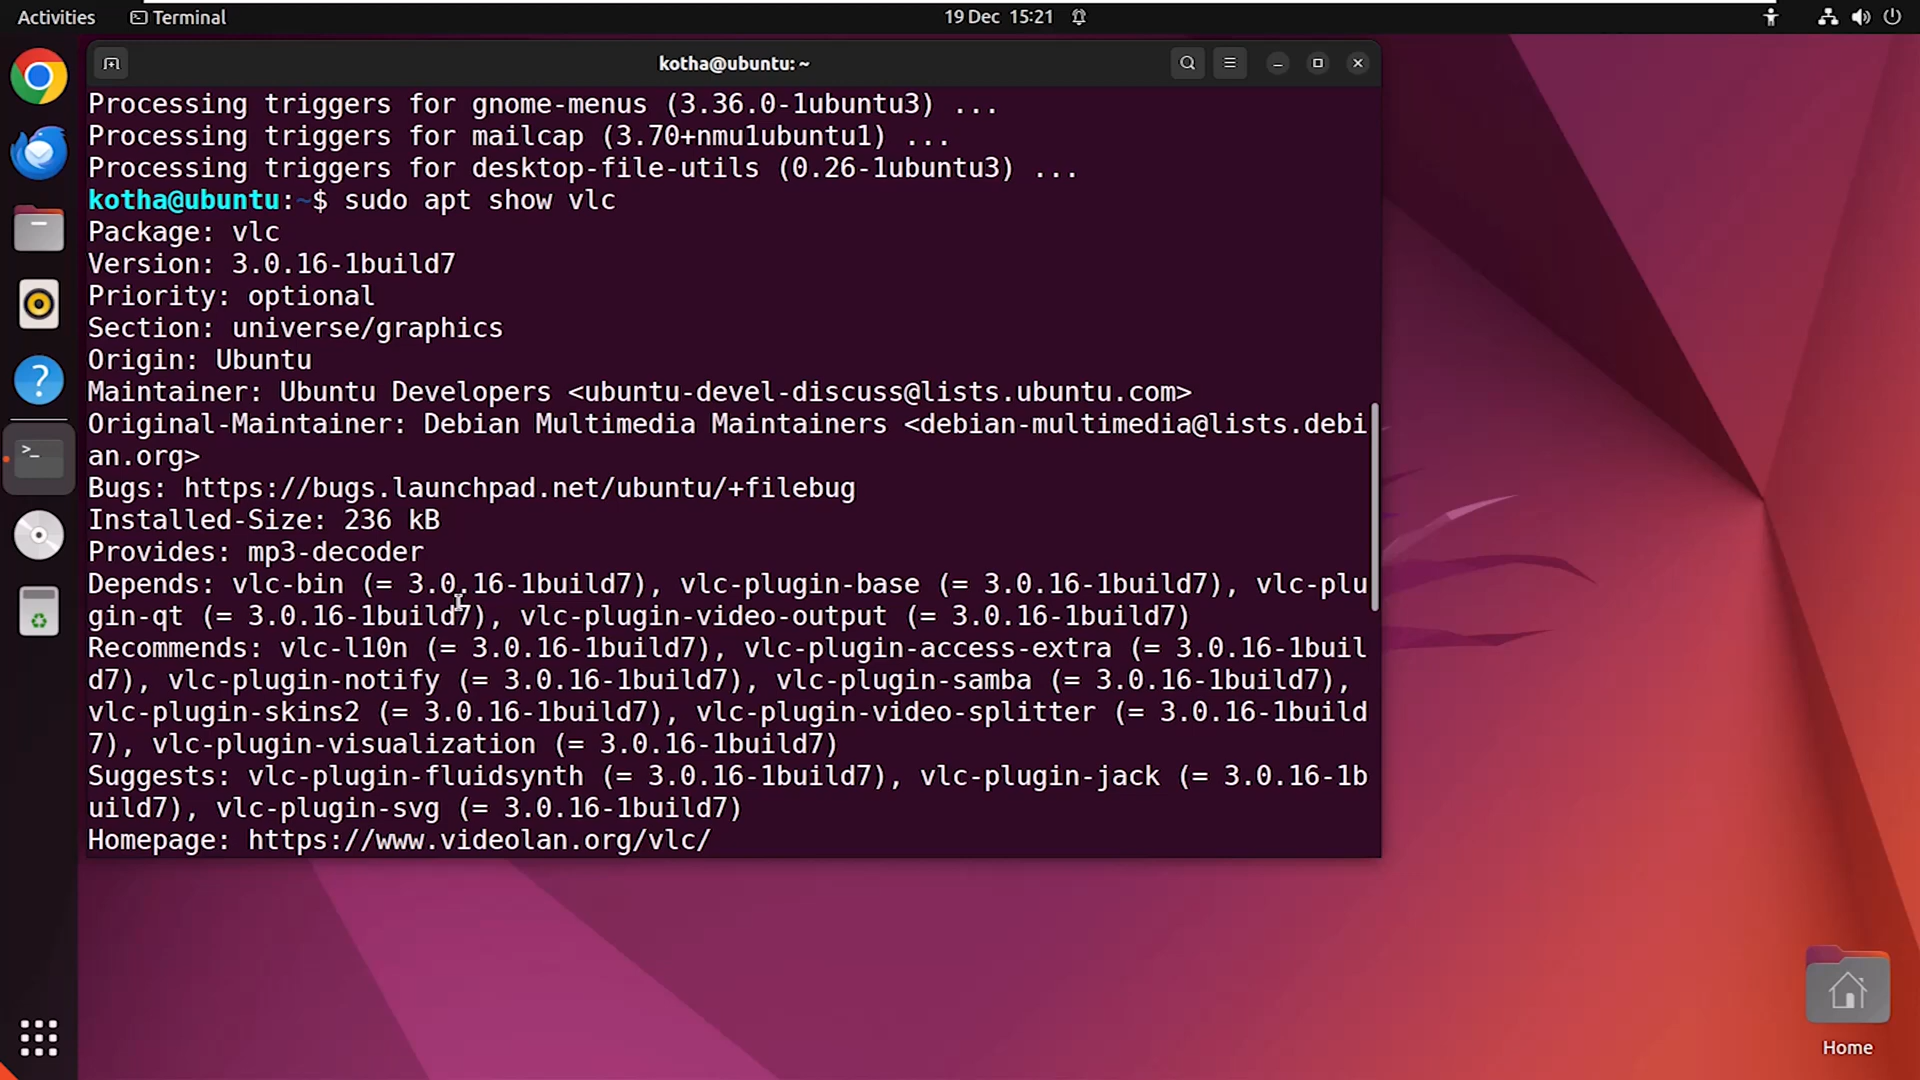 Activities Terminal 19 Dec 15:21
kotha@ubuntu: ~
Processing triggers for gnome-menus (3.36.0-1ubuntu3) ...
Processing triggers for mailcap (3.70+nmu1ubuntu1) ...
Processing triggers for desktop-file-utils (0.26-1ubuntu3) ...
kotha@ubuntu:~$ sudo apt show vlc
Package: vlc
Version: 3.0.16-1build7
Priority: optional
Section: universe/graphics
Origin: Ubuntu
Maintainer: Ubuntu Developers <ubuntu-devel-discuss@lists.ubuntu.com>
Original-Maintainer: Debian Multimedia Maintainers <debian-multimedia@lists.debi
an.org>
Bugs: https://bugs.launchpad.net/ubuntu/+filebug
Installed-Size: 236 kB
Provides: mp3-decoder
Depends: vlc-bin (= 3.0.16-1build7), vlc-plugin-base (= 3.0.16-1build7), vlc-plu
gin-qt (= 3.0.16-1build7), vlc-plugin-video-output (= 3.0.16-1build7)
Recommends: vlc-l10n (= 3.0.16-1build7), vlc-plugin-access-extra (= 3.0.16-1buil
d7), vlc-plugin-notify (= 3.0.16-1build7), vlc-plugin-samba (= 3.0.16-1build7),
vlc-plugin-skins2 (= 3.0.16-1build7), vlc-plugin-video-splitter (= 3.0.16-1build
7), vlc-plugin-visualization (= 3.0.16-1build7)
Suggests: vlc-plugin-fluidsynth (= 3.0.16-1build7), vlc-plugin-jack (= 3.0.16-1b
uild7), vlc-plugin-svg (= 3.0.16-1build7)
Homepage: https://www.videolan.org/vlc/
Home